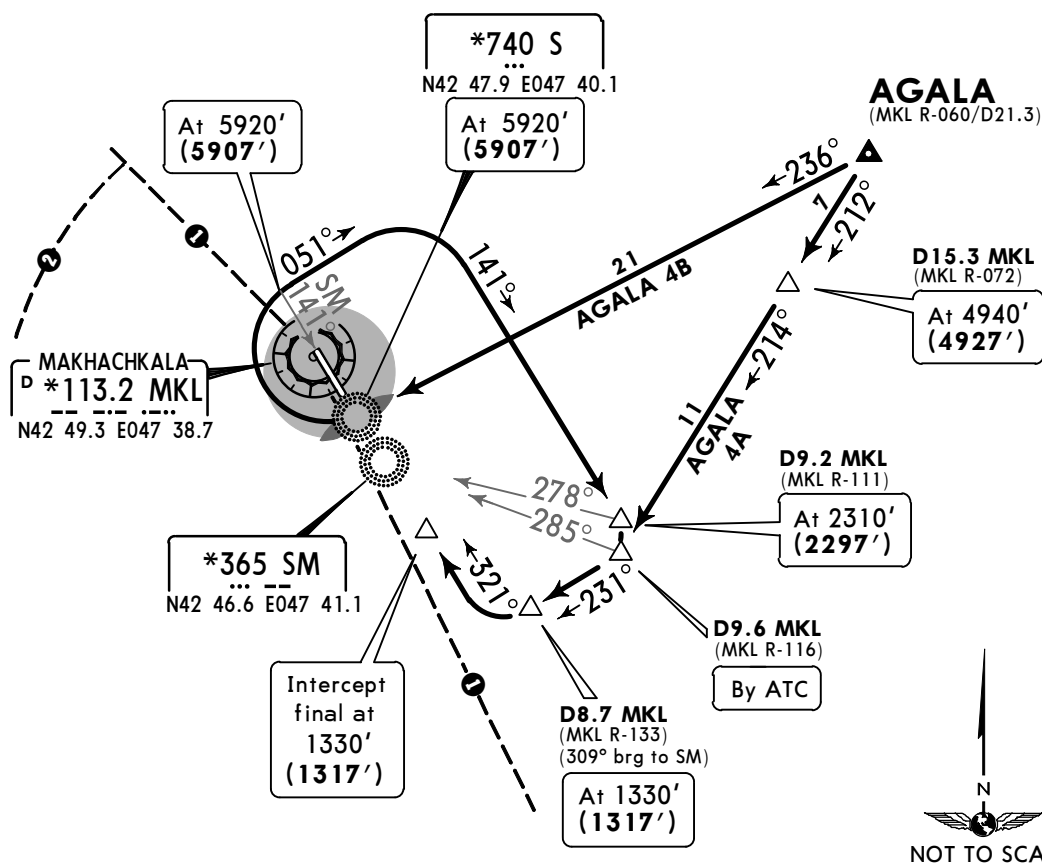 *740 S
N42 47.9 E047 40.1
At 5920'
(5907')
At 5920'
(5907')
AGALA
(MKL R-060/D21.3)
←236°
7
←212°
21
AGALA 4B
051°→
141°→
SM
141°
1
2
D15.3 MKL
(MKL R-072)
At 4940'
(4927')
←214°
11
AGALA
4A
MAKHACHKALA
D *113.2 MKL
N42 49.3 E047 38.7
D9.2 MKL
(MKL R-111)
At 2310'
(2297')
278°
285°
*365 SM
N42 46.6 E047 41.1
←321°
←231°
D9.6 MKL
(MKL R-116)
By ATC
Intercept
final at
1330'
(1317')
1
D8.7 MKL
(MKL R-133)
(309° brg to SM)
At 1330'
(1317')
N
NOT TO SCA